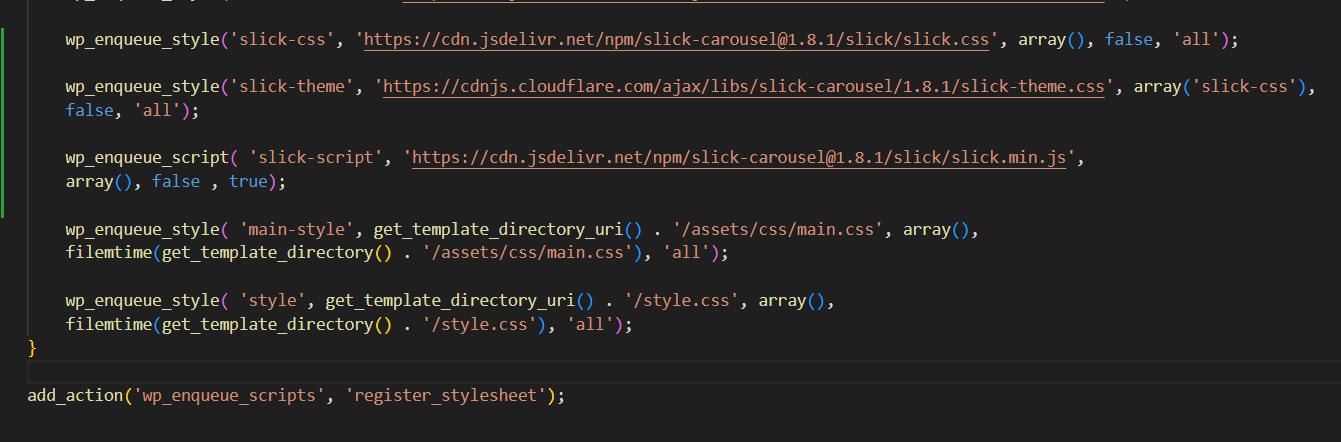 wp_enqueue_style('slick-css', 'https://cdn.jsdelivr.net/npm/slick-carousel@1.8.1/slick/slick.css', array(), false, 'all');
wp_enqueue_style('slick-theme', 'https://cdnjs.cloudflare.com/ajax/libs/slick-carousel/1.8.1/slick-theme.css', array('slick-css'),
false, 'all');
wp_enqueue_script( 'slick-script', 'https://cdn.jsdelivr.net/npm/slick-carousel@1.8.1/slick/slick.min.js',
array(), false , true);
wp_enqueue_style( 'main-style', get_template_directory_uri() . '/assets/css/main.css', array(),
filemtime(get_template_directory() . '/assets/css/main.css'), 'all');
wp_enqueue_style( 'style', get_template_directory_uri() . '/style.css', array(),
filemtime(get_template_directory() . '/style.css'), 'all');
}
add_action('wp_enqueue_scripts', 'register_stylesheet');